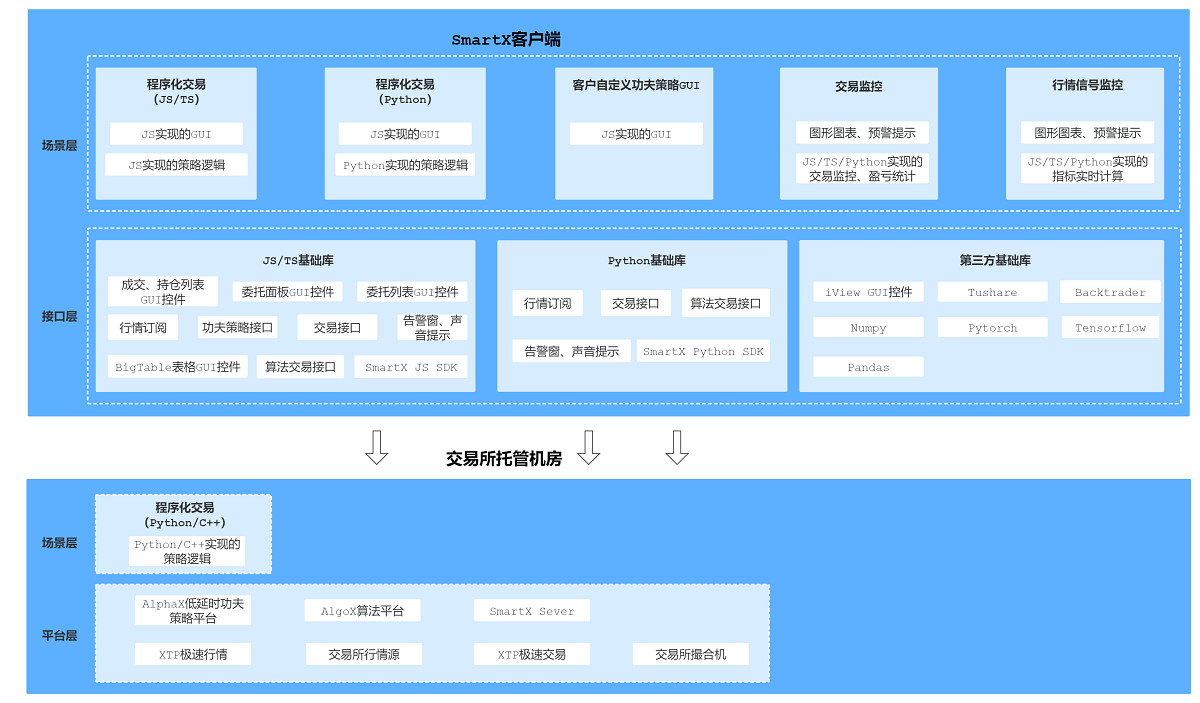 SmartX客户端
场景层
程序化交易
(JS/TS)
JS实现的GUI
JS实现的策略逻辑
程序化交易
(Python)
JS实现的GUI
Python实现的策略逻辑
客户自定义功夫策略GUI
JS实现的GUI
交易监控
图形图表、预警提示
JS/TS/Python实现的
交易监控、盈亏统计
行情信号监控
图形图表、预警提示
JS/TS/Python实现的
指标实时计算
接口层
JS/TS基础库
成交、持仓列表
GUI控件
委托面板GUI控件
委托列表GUI控件
行情订阅
功夫策略接口
交易接口
告警窗、声
音提示
BigTable表格GUI控件
算法交易接口
SmartX JS SDK
Python基础库
行情订阅
交易接口
算法交易接口
告警窗、声音提示
SmartX Python SDK
第三方基础库
iView GUI控件
Tushare
Backtrader
Numpy
Pytorch
Tensorflow
Pandas
交易所托管机房
场景层
程序化交易
(Python/C++)
Python/C++实现的
策略逻辑
平台层
AlphaX低延时功夫
策略平台
AlgoX算法平台
SmartX Sever
XTP极速行情
交易所行情源
XTP极速交易
交易所撮合机